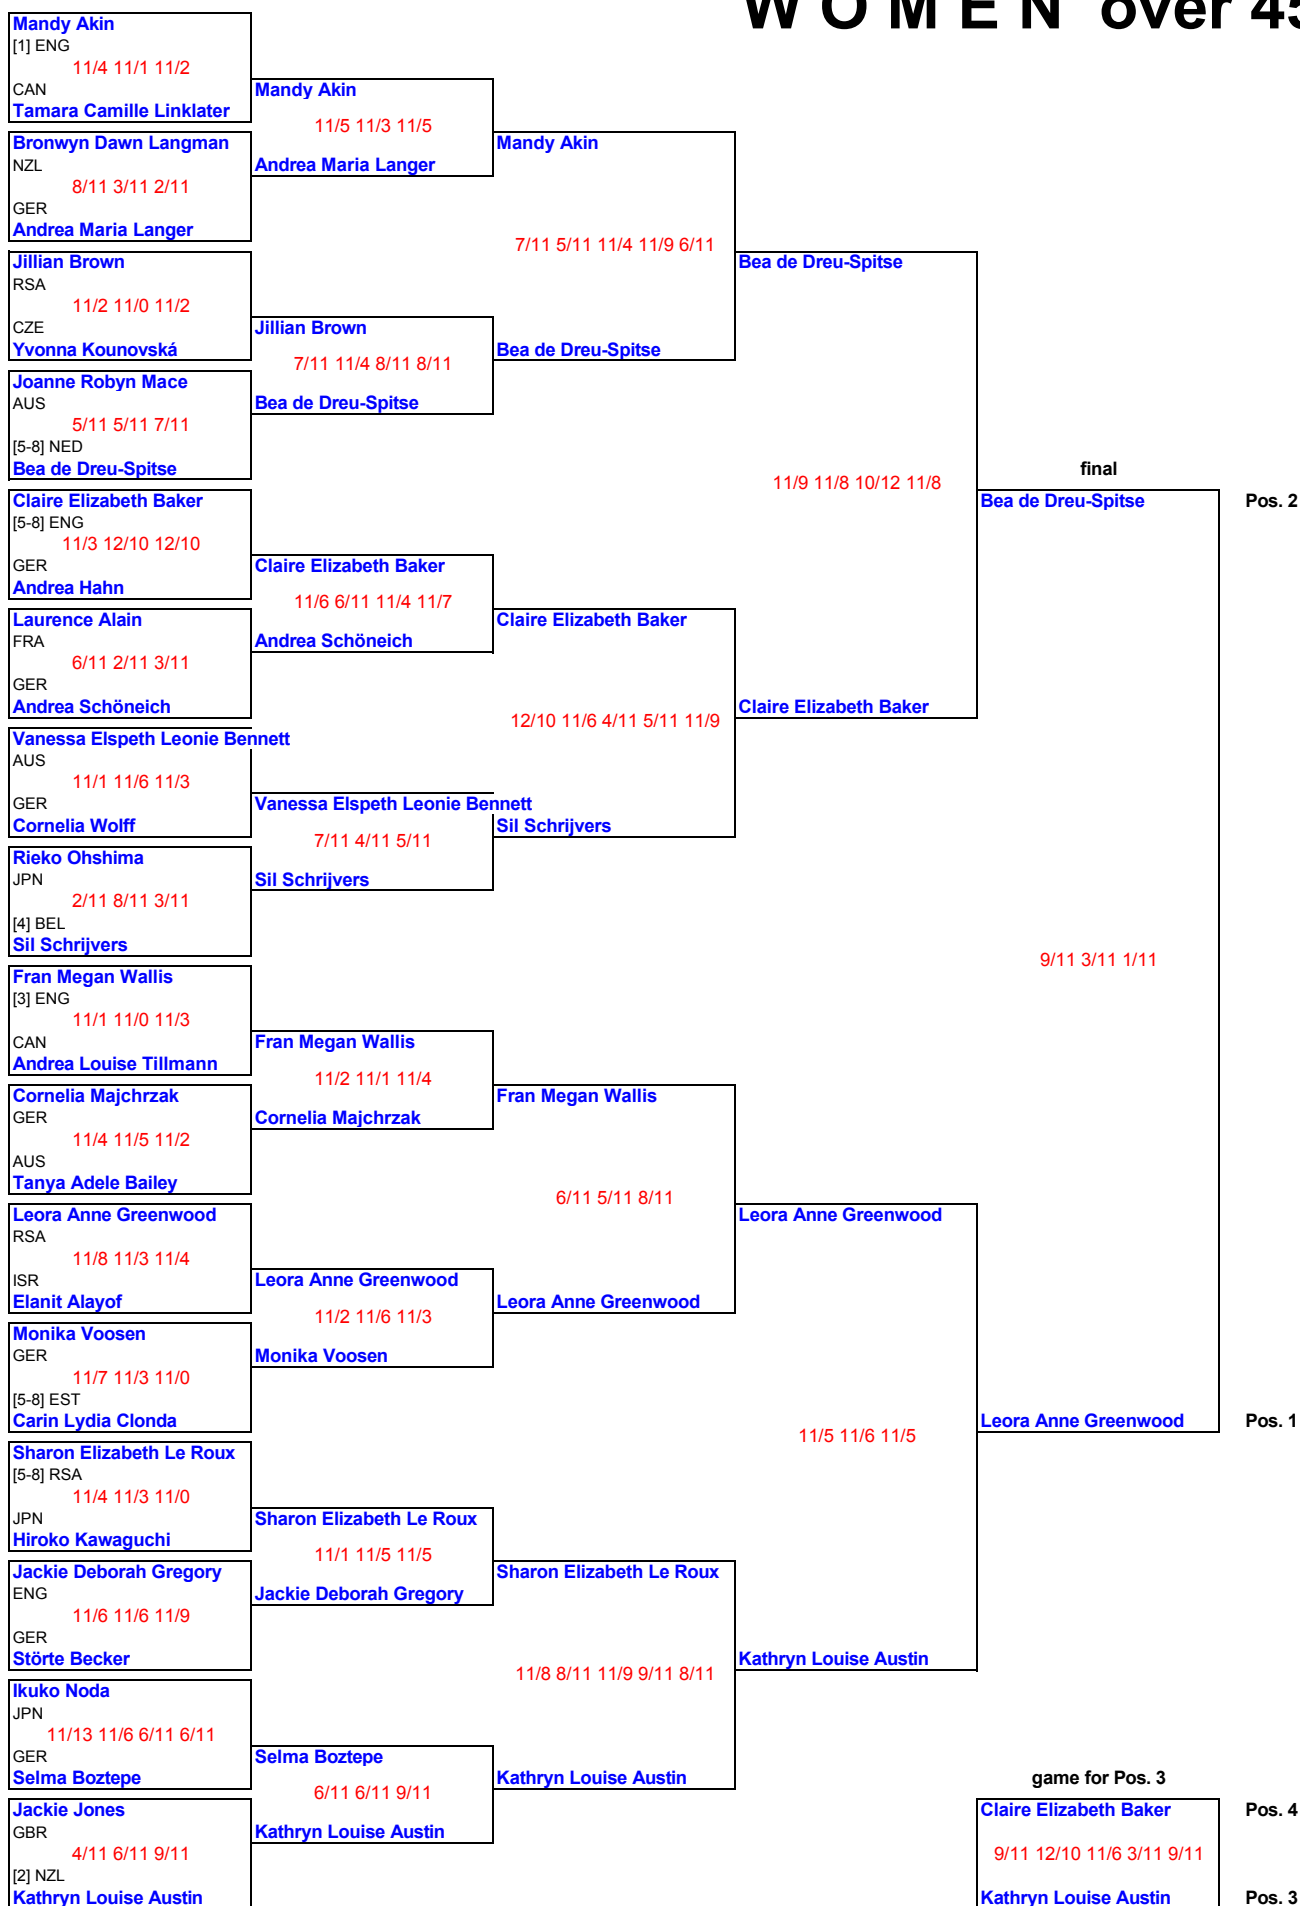 WOMEN over 45
Mandy Akin
[1] ENG
11/4 11/1 11/2
CAN
Tamara Camille Linklater
Bronwyn Dawn Langman
NZL
8/11 3/11 2/11
GER
Andrea Maria Langer
Jillian Brown
RSA
11/2 11/0 11/2
CZE
Yvonna Kounovská
Joanne Robyn Mace
AUS
5/11 5/11 7/11
[5-8] NED
Bea de Dreu-Spitse
Claire Elizabeth Baker
[5-8] ENG
11/3 12/10 12/10
GER
Andrea Hahn
Laurence Alain
FRA
6/11 2/11 3/11
GER
Andrea Schöneich
Vanessa Elspeth Leonie Bennett
AUS
11/1 11/6 11/3
GER
Cornelia Wolff
Rieko Ohshima
JPN
2/11 8/11 3/11
[4] BEL
Sil Schrijvers
Fran Megan Wallis
[3] ENG
11/1 11/0 11/3
CAN
Andrea Louise Tillmann
Cornelia Majchrzak
GER
11/4 11/5 11/2
AUS
Tanya Adele Bailey
Leora Anne Greenwood
RSA
11/8 11/3 11/4
ISR
Elanit Alayof
Monika Voosen
GER
11/7 11/3 11/0
[5-8] EST
Carin Lydia Clonda
Sharon Elizabeth Le Roux
[5-8] RSA
11/4 11/3 11/0
JPN
Hiroko Kawaguchi
Jackie Deborah Gregory
ENG
11/6 11/6 11/9
GER
Störte Becker
Ikuko Noda
JPN
11/13 11/6 6/11 6/11
GER
Selma Boztepe
Jackie Jones
GBR
4/11 6/11 9/11
[2] NZL
Kathryn Louise Austin
Mandy Akin
11/5 11/3 11/5
Andrea Maria Langer
Jillian Brown
7/11 11/4 8/11 8/11
Bea de Dreu-Spitse
Claire Elizabeth Baker
11/6 6/11 11/4 11/7
Andrea Schöneich
Vanessa Elspeth Leonie Bennett
7/11 4/11 5/11
Sil Schrijvers
Fran Megan Wallis
11/2 11/1 11/4
Cornelia Majchrzak
Leora Anne Greenwood
11/2 11/6 11/3
Monika Voosen
Sharon Elizabeth Le Roux
11/1 11/5 11/5
Jackie Deborah Gregory
Selma Boztepe
6/11 6/11 9/11
Kathryn Louise Austin
Mandy Akin
7/11 5/11 11/4 11/9 6/11
Bea de Dreu-Spitse
Claire Elizabeth Baker
12/10 11/6 4/11 5/11 11/9
Sil Schrijvers
Fran Megan Wallis
6/11 5/11 8/11
Leora Anne Greenwood
Sharon Elizabeth Le Roux
11/8 8/11 11/9 9/11 8/11
Kathryn Louise Austin
Bea de Dreu-Spitse
11/9 11/8 10/12 11/8
Claire Elizabeth Baker
Leora Anne Greenwood
11/5 11/6 11/5
Kathryn Louise Austin
final
Bea de Dreu-Spitse Pos. 2
9/11 3/11 1/11
Leora Anne Greenwood Pos. 1
game for Pos. 3
Claire Elizabeth Baker Pos. 4
9/11 12/10 11/6 3/11 9/11
Kathryn Louise Austin Pos. 3